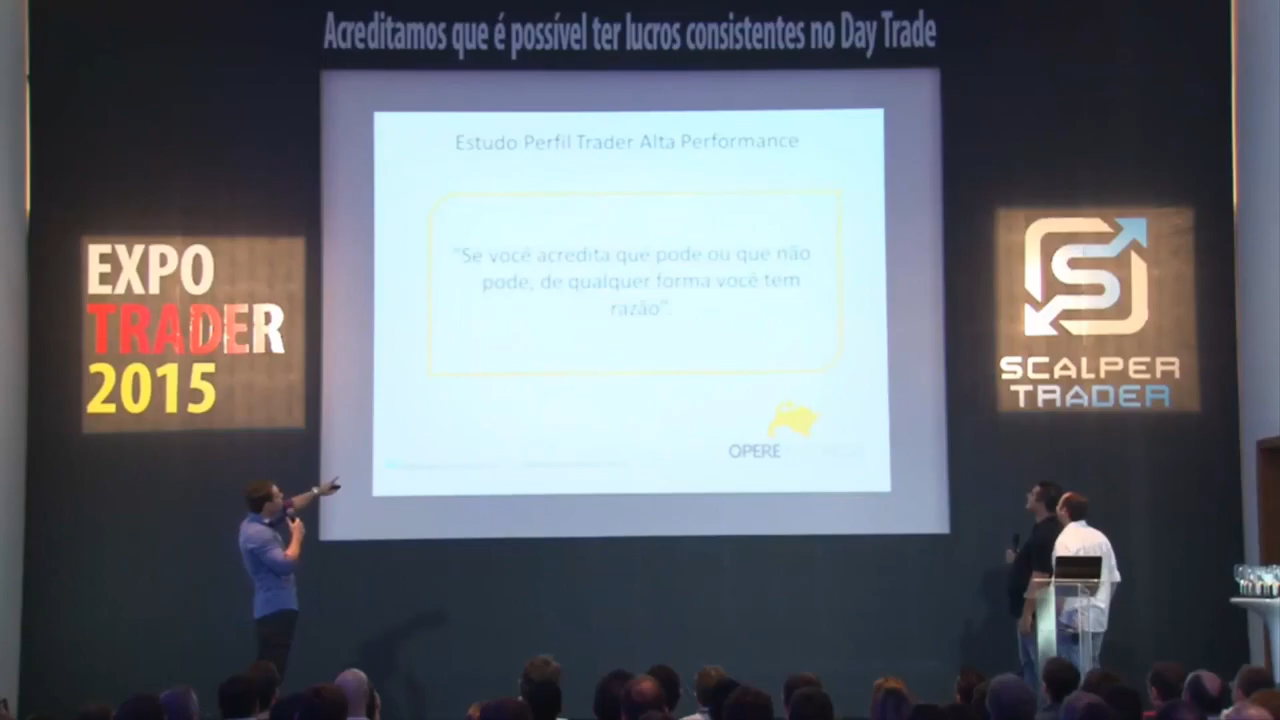 Acreditamos que é possível ter lucros consistentes no Day Trade
Estudo Perfil Trader Alta Performance
"Se você acredita que pode ou que não
pode, de qualquer forma você tem
razão".
OPERE
EXPO
TRADER
2015
SCALPER
TRADER